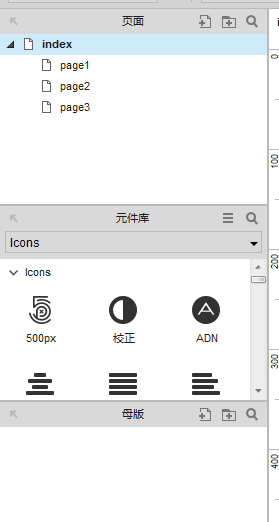 页面
index
page1
page2
page3
元件库
Icons
Icons
500px
校正
ADN
母版
0
100
200
300
400